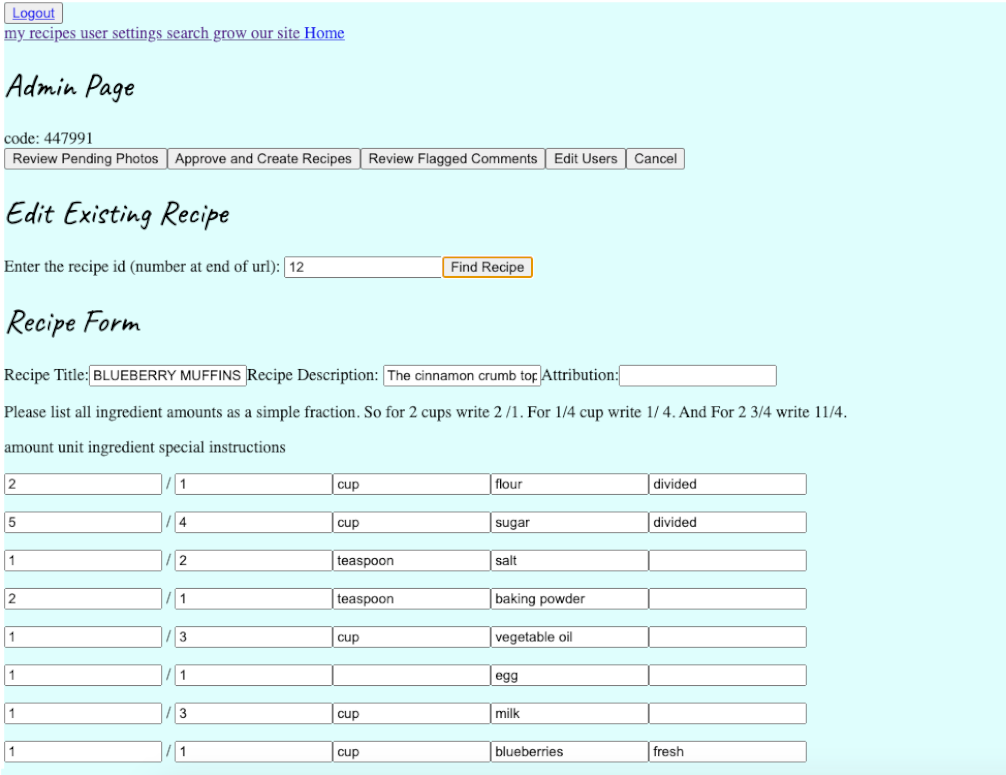 Logout
my recipes user settings search grow our site Home
Admin Page
code: 447991
Review Pending Photos Approve and Create Recipes Review Flagged Comments Edit Users Cancel
Edit Existing Recipe
Enter the recipe id (number at end of url): 12 Find Recipe
Recipe Form
Recipe Title: BLUEBERRY MUFFINS Recipe Description: The cinnamon crumb top Attribution:
Please list all ingredient amounts as a simple fraction. So for 2 cups write 2 /1. For 1/4 cup write 1/ 4. And For 2 3/4 write 11/4.
amount unit ingredient special instructions
2 / 1 cup flour divided
5 / 4 cup sugar divided
1 / 2 teaspoon salt
2 / 1 teaspoon baking powder
1 / 3 cup vegetable oil
1 / 1 egg
1 / 3 cup milk
1 / 1 cup blueberries fresh